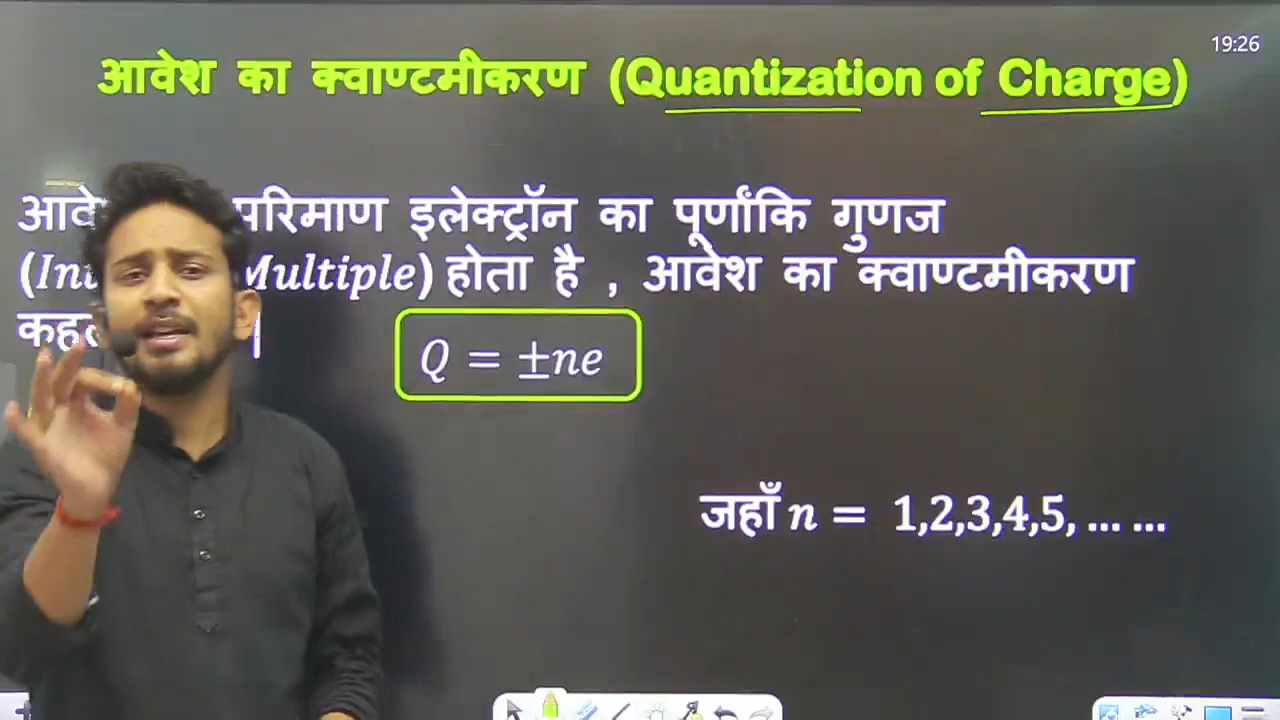 19:26
आवेश का क्वाण्टमीकरण (Quantization of Charge)
परिमाण इलेक्ट्रॉन का पूर्णांकि गुणज
Multiple) होता है , आवेश का क्वाण्टमीकरण
|
Q = ±ne
जहाँ n = 1,2,3,4,5, ... ...